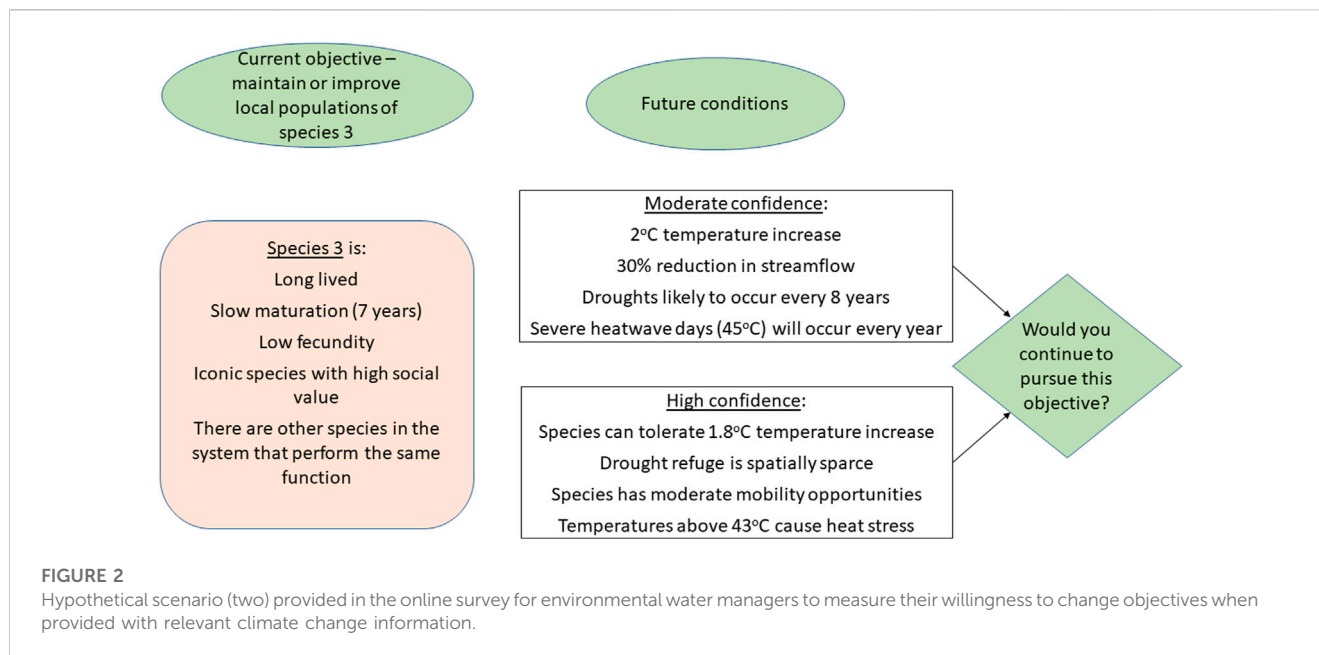 Current objective –
maintain or improve
local populations of
species 3
Future conditions
Species 3 is:
Long lived
Slow maturation (7 years)
Low fecundity
Iconic species with high social
value
There are other species in the
system that perform the same
function
Moderate confidence:
2°C temperature increase
30% reduction in streamflow
Droughts likely to occur every 8 years
Severe heatwave days (45°C) will occur every year
High confidence:
Species can tolerate 1.8°C temperature increase
Drought refuge is spatially sparce
Species has moderate mobility opportunities
Temperatures above 43°C cause heat stress
Would you
continue to
pursue this
objective?
FIGURE 2
Hypothetical scenario (two) provided in the online survey for environmental water managers to measure their willingness to change objectives when
provided with relevant climate change information.